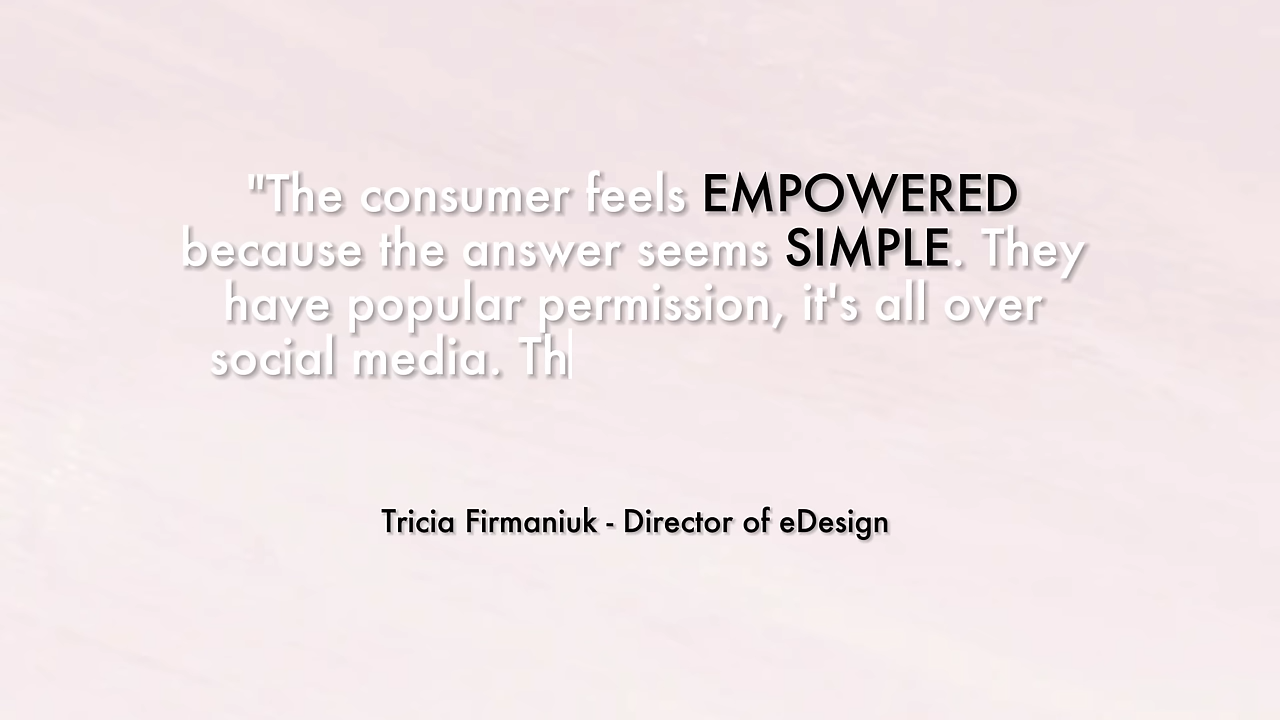 "The consumer feels EMPOWERED
because the answer seems SIMPLE. They
have popular permission, it's all over
social media. Th
Tricia Firmaniuk - Director of eDesign